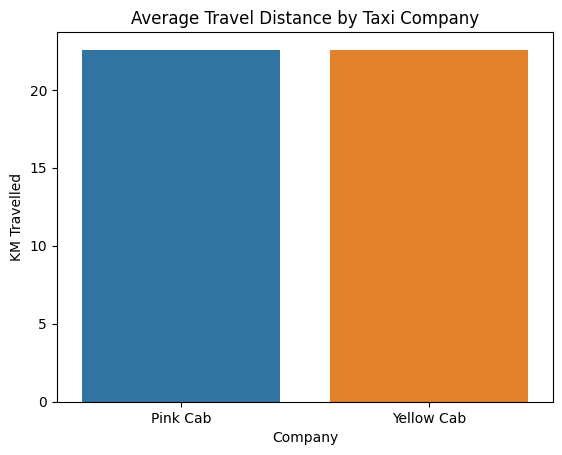 Average Travel Distance by Taxi Company
KM Travelled
20
15
10
5
0
Pink Cab Yellow Cab
Company